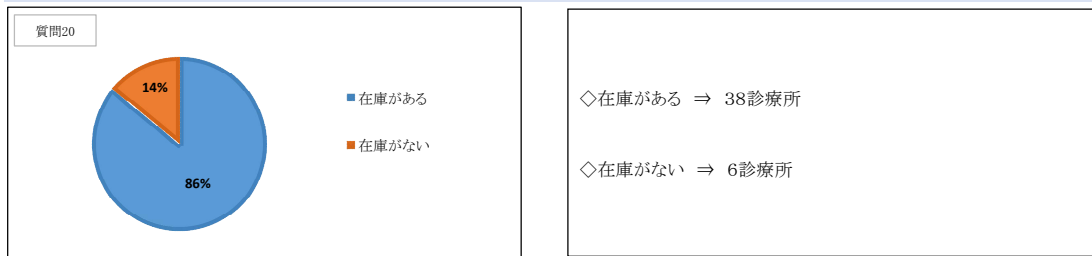 質問20
14%
86%
在庫がある
在庫がない
◇在庫がある ⇒ 38診療所
◇在庫がない ⇒ 6診療所